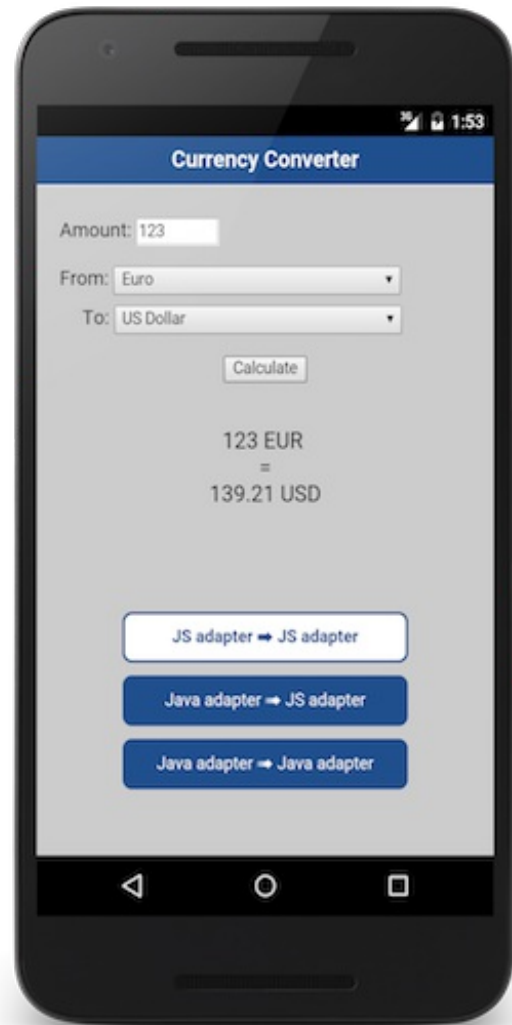 3G 1:53
Currency Converter
Amount: 123
From: Euro
To: US Dollar
Calculate
123 EUR
=
139.21 USD
JS adapter ➡ JS adapter
Java adapter ➡ JS adapter
Java adapter ➡ Java adapter